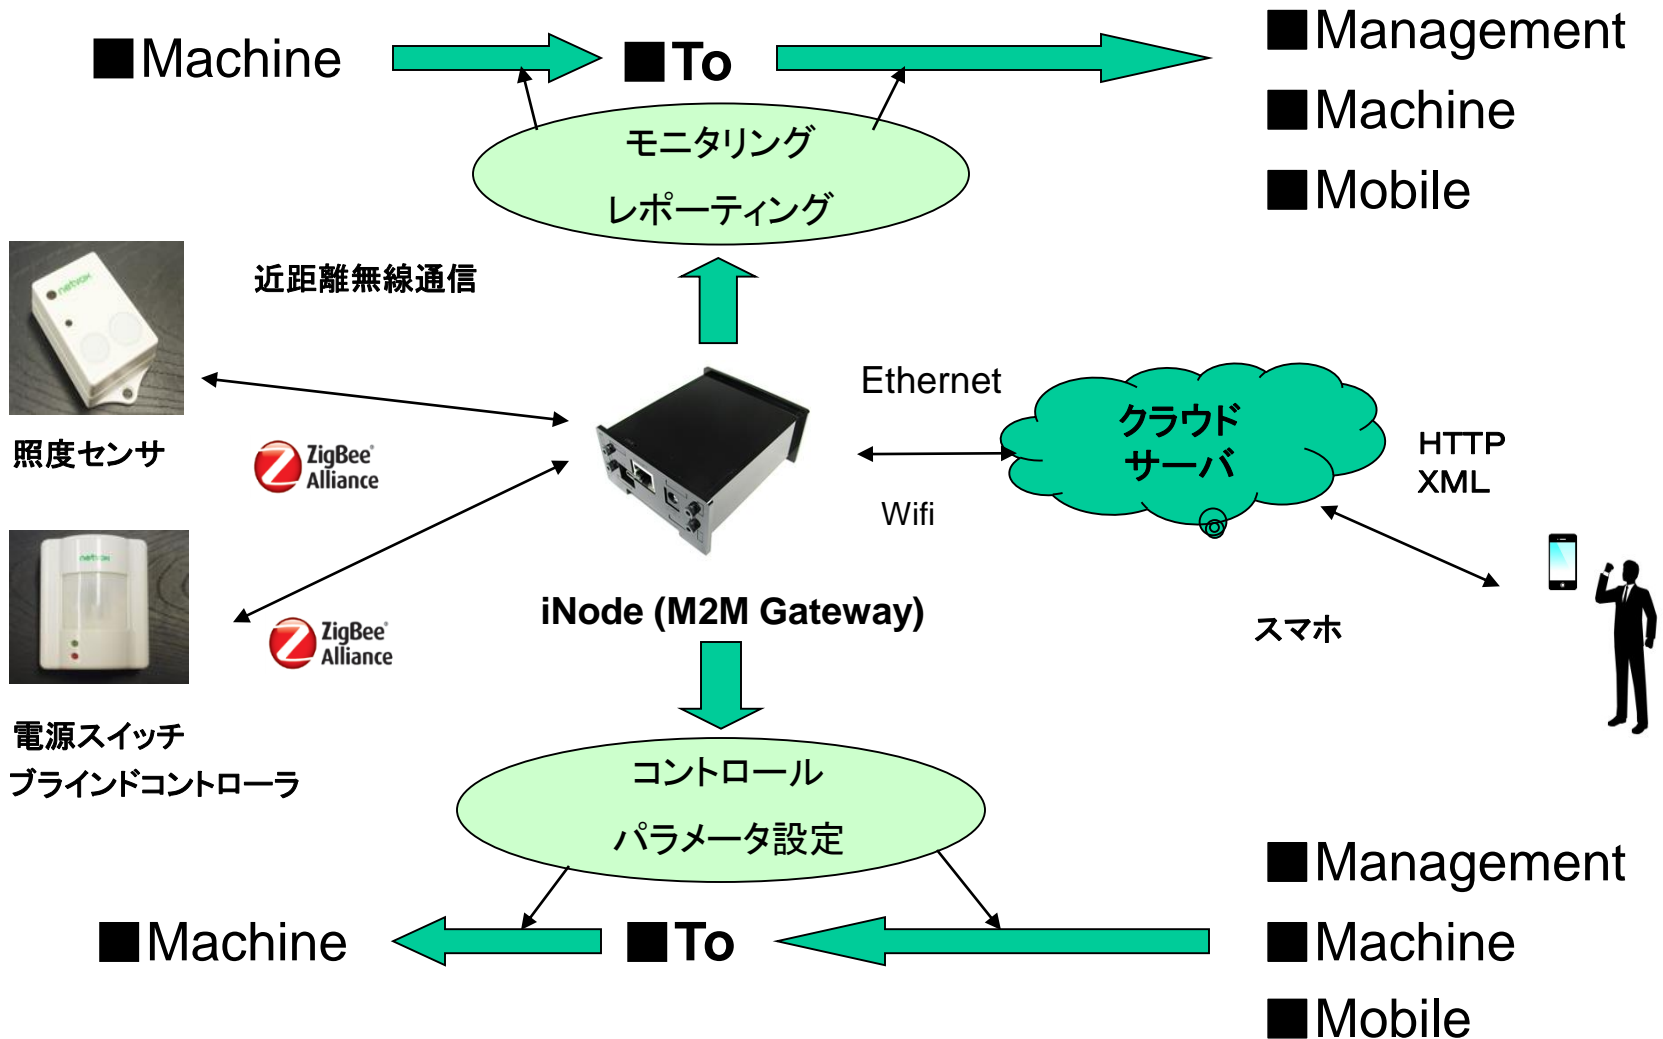 ■Machine
■To
■Management
■Machine
■Mobile
モニタリング
レポーティング
netvox
近距離無線通信
照度センサ
ZigBee®
Alliance
Ethernet
Wifi
クラウド
サーバ
HTTP
XML
netvox
ZigBee®
Alliance
iNode (M2M Gateway)
スマホ
電源スイッチ
ブラインドコントローラ
コントロール
パラメータ設定
■Machine
■To
■Management
■Machine
■Mobile